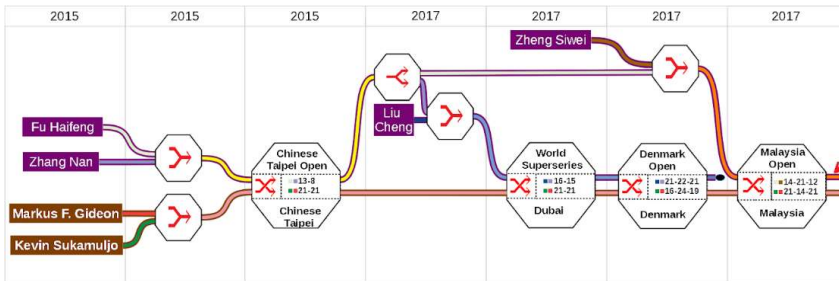 2015
2015
2015
2017
2017
2017
2017
Zheng Siwei
Liu
Cheng
Fu Haifeng
Zhang Nan
Markus F. Gideon
Kevin Sukamuljo
Chinese
Taipei Open
13-8
21-21
Chinese
Taipei
World
Superseries
16-15
21-21
Dubai
Denmark
Open
21-22-21
16-24-19
Denmark
Malaysia
Open
14-21-12
21-14-21
Malaysia